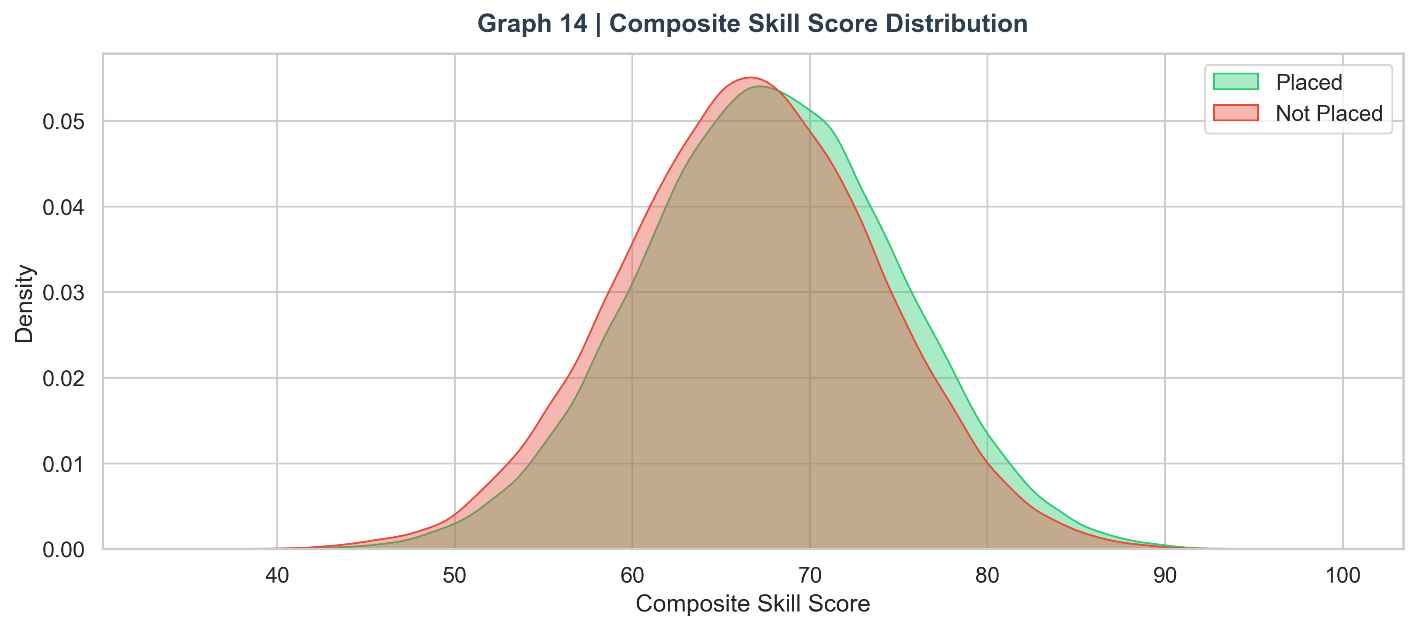 Graph 14 | Composite Skill Score Distribution
Placed
Not Placed
Density
0.05
0.04
0.03
0.02
0.01
0.00
40 50 60 70 80 90 100
Composite Skill Score